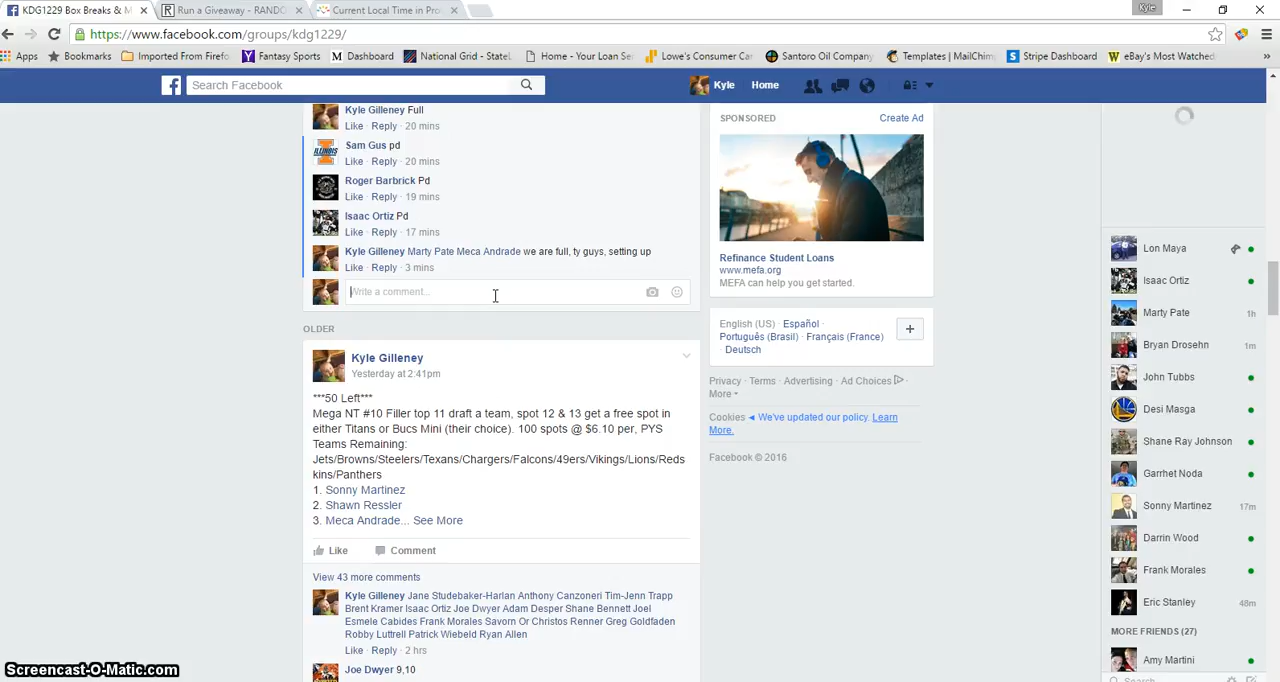 KDG1229 Box Breaks & M
Run a Giveaway - RANDO
Current Local Time in Pro
Kyle
https://www.facebook.com/groups/kdg1229/
Apps
Bookmarks
Imported From Firefo
Fantasy Sports
Dashboard
National Grid - StateL
Home - Your Loan Ser
Lowe's Consumer Car
Santoro Oil Company
Templates | MailChim
Stripe Dashboard
eBay's Most Watched
»
Search Facebook
Kyle
Home
Kyle Gilleney Full
Like · Reply · 20 mins
Sam Gus pd
Like · Reply · 20 mins
ILLINOIS
Roger Barbrick Pd
Like · Reply · 19 mins
Isaac Ortiz Pd
Like · Reply · 17 mins
Kyle Gilleney Marty Pate Meca Andrade we are full, ty guys, setting up
Like · Reply · 3 mins
Write a comment...
OLDER
Kyle Gilleney
Yesterday at 2:41pm
***50 Left***
Mega NT #10 Filler top 11 draft a team, spot 12 & 13 get a free spot in
either Titans or Bucs Mini (their choice). 100 spots @ $6.10 per, PYS
Teams Remaining:
Jets/Browns/Steelers/Texans/Chargers/Falcons/49ers/Vikings/Lions/Reds
kins/Panthers
1. Sonny Martinez
2. Shawn Ressler
3. Meca Andrade... See More
Like Comment
View 43 more comments
Kyle Gilleney Jane Studebaker-Harlan Anthony Canzoneri Tim-Jenn Trapp
Brent Kramer Isaac Ortiz Joe Dwyer Adam Desper Shane Bennett Joel
Esmele Cabides Frank Morales Savorn Or Christos Renner Greg Goldfaden
Robby Luttrell Patrick Wiebeld Ryan Allen
Like · Reply · 2 hrs
Joe Dwyer 9,10
SPONSORED
Create Ad
Refinance Student Loans
www.mefa.org
MEFA can help you get started.
English (US) · Español ·
Português (Brasil) · Français (France) ·
Deutsch
+
Privacy · Terms · Advertising · Ad Choices ·
More
Cookies ◂ We've updated our policy. Learn
More.
Facebook © 2016
Lon Maya
Isaac Ortiz
Marty Pate 1h
Bryan Drosehn 1m
John Tubbs
Desi Masga
Shane Ray Johnson
Garrhet Noda
Sonny Martinez 17m
Darrin Wood
Frank Morales
Eric Stanley 48m
MORE FRIENDS (27)
Amy Martini
Search
Screencast-O-Matic.com